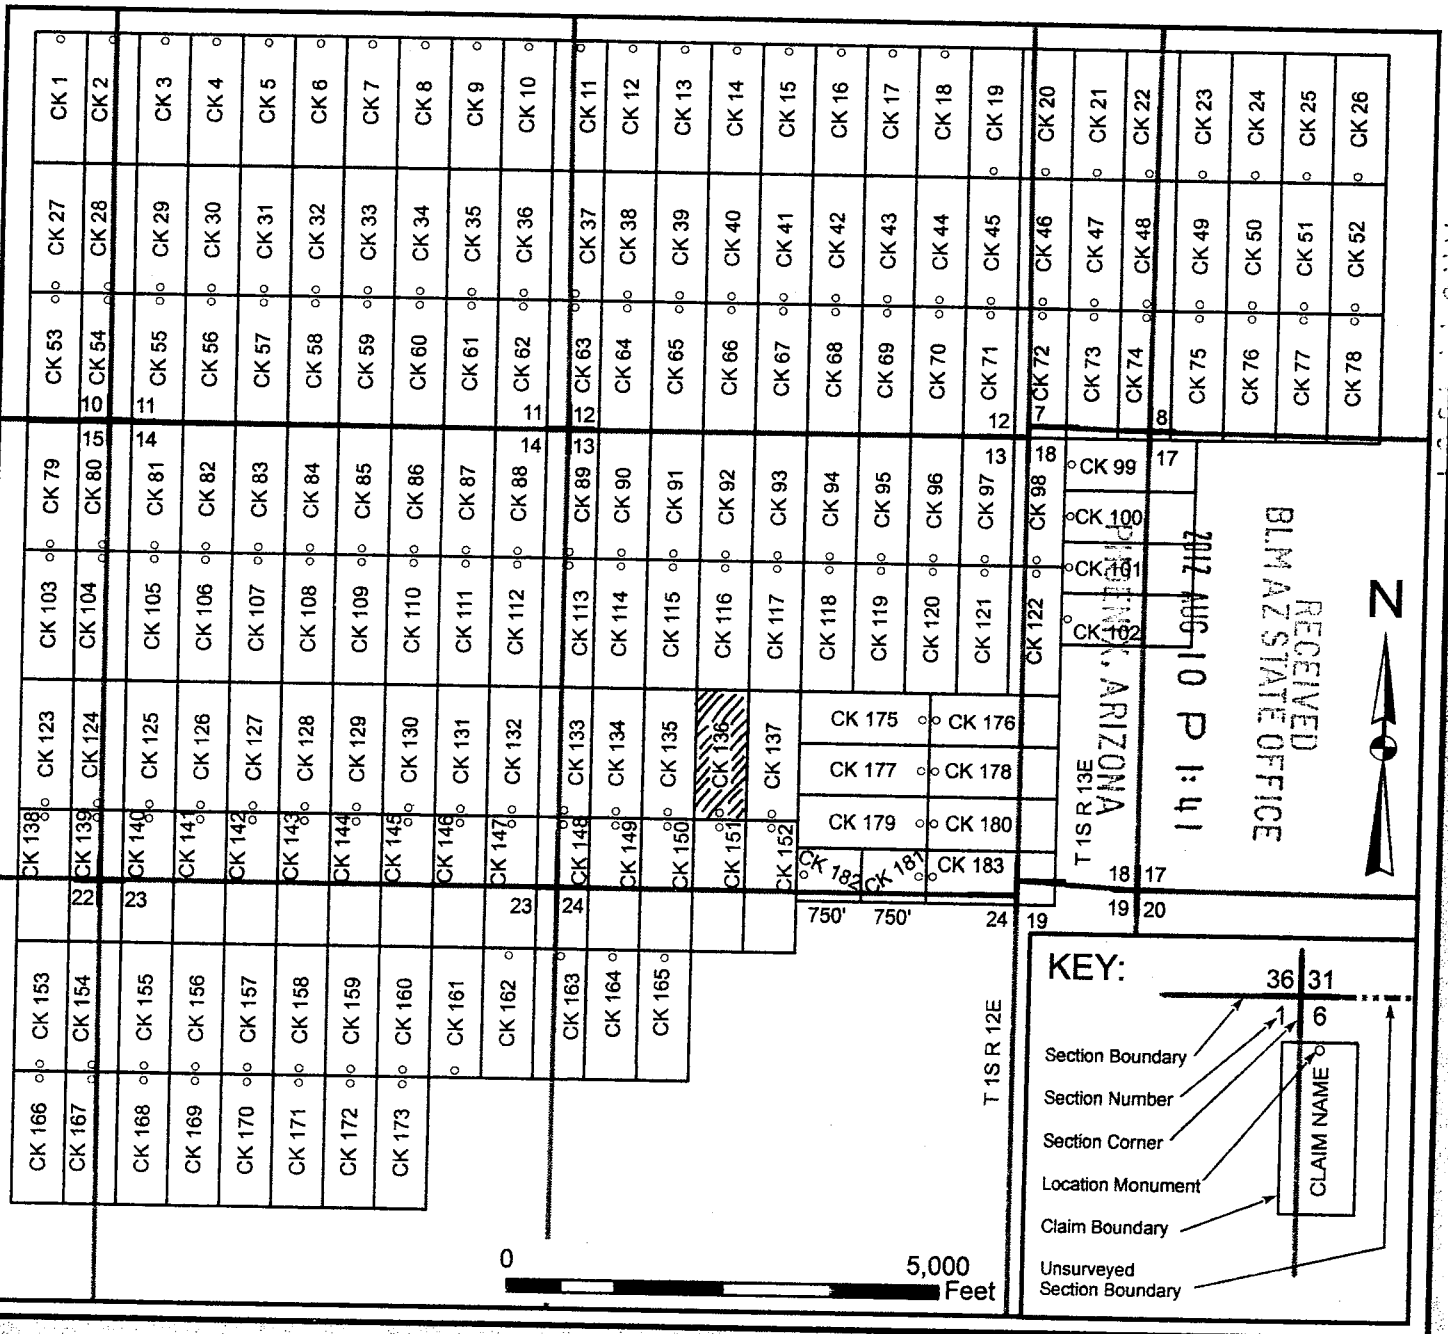 CK 1 CK 2 CK 3 CK 4 CK 5 CK 6 CK 7 CK 8 CK 9 CK 10 CK 11 CK 12 CK 13 CK 14 CK 15 CK 16 CK 17 CK 18 CK 19 CK 20 CK 21 CK 22 CK 23 CK 24 CK 25 CK 26
CK 27 CK 28 CK 29 CK 30 CK 31 CK 32 CK 33 CK 34 CK 35 CK 36 CK 37 CK 38 CK 39 CK 40 CK 41 CK 42 CK 43 CK 44 CK 45 CK 46 CK 47 CK 48 CK 49 CK 50 CK 51 CK 52
CK 53 CK 54 CK 55 CK 56 CK 57 CK 58 CK 59 CK 60 CK 61 CK 62 CK 63 CK 64 CK 65 CK 66 CK 67 CK 68 CK 69 CK 70 CK 71 CK 72 CK 73 CK 74 CK 75 CK 76 CK 77 CK 78
10 11 11 12 12 7 8
15 14 14 13 13 18 17
CK 79 CK 80 CK 81 CK 82 CK 83 CK 84 CK 85 CK 86 CK 87 CK 88 CK 89 CK 90 CK 91 CK 92 CK 93 CK 94 CK 95 CK 96 CK 97 CK 98 CK 99
CK 100
CK 101
CK 102
CK 103 CK 104 CK 105 CK 106 CK 107 CK 108 CK 109 CK 110 CK 111 CK 112 CK 113 CK 114 CK 115 CK 116 CK 117 CK 118 CK 119 CK 120 CK 121 CK 122
CK 123 CK 124 CK 125 CK 126 CK 127 CK 128 CK 129 CK 130 CK 131 CK 132 CK 133 CK 134 CK 135 CK 136 CK 137
CK 175 CK 176
CK 177 CK 178
CK 179 CK 180
CK 182 CK 181 CK 183
CK 138 CK 139 CK 140 CK 141 CK 142 CK 143 CK 144 CK 145 CK 146 CK 147 CK 148 CK 149 CK 150 CK 151 CK 152
18 17
22 23 23 24 24 19 19 20
750' 750'
CK 153 CK 154 CK 155 CK 156 CK 157 CK 158 CK 159 CK 160 CK 161 CK 162 CK 163 CK 164 CK 165
CK 166 CK 167 CK 168 CK 169 CK 170 CK 171 CK 172 CK 173
T 1S R 13E
T 1S R 12E
RECEIVED
BLM AZ STATE OFFICE
2012 AUG 10 P 1:41
PHOENIX, ARIZONA
N
KEY:
36 31
1 6
Section Boundary
Section Number
Section Corner
Location Monument
Claim Boundary
Unsurveyed
Section Boundary
CLAIM NAME
0 5,000
Feet